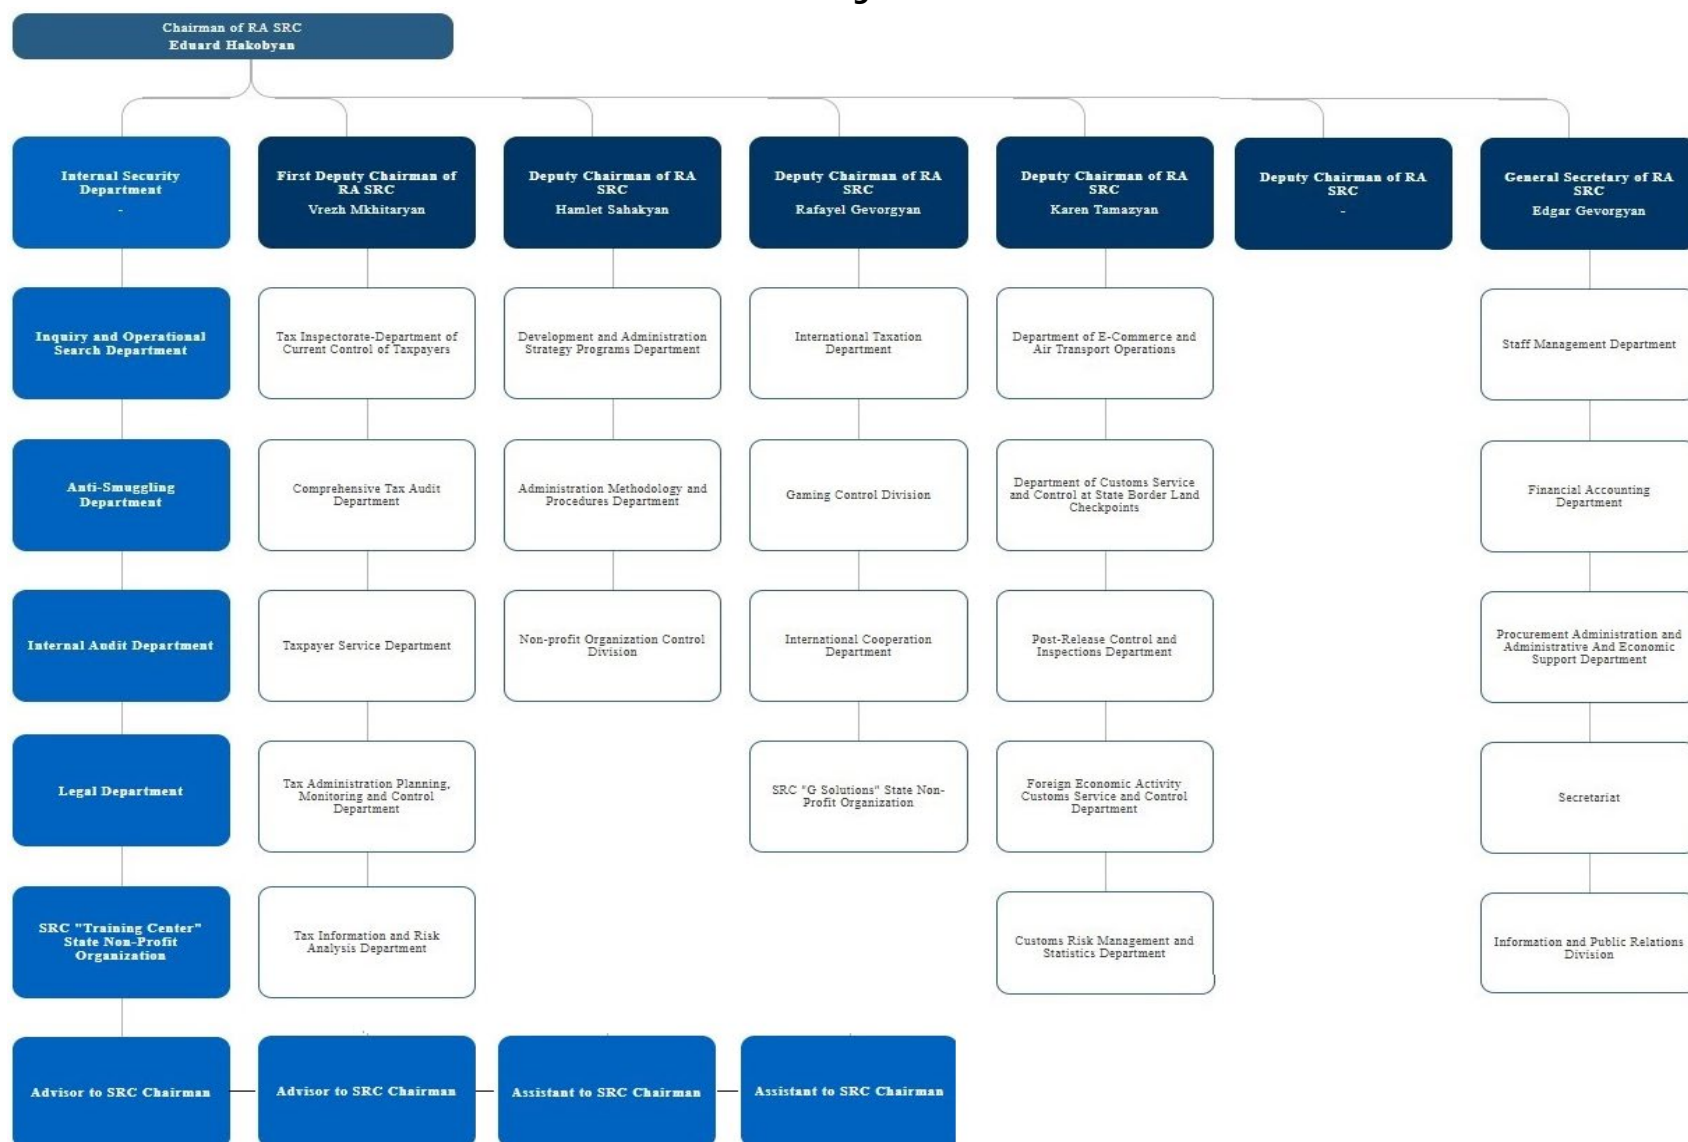 Chairman of RA SRC
Eduard Hakobyan
Internal Security
Department
-
First Deputy Chairman of
RA SRC
Vrezh Mkhitaryan
Deputy Chairman of RA
SRC
Hamlet Sahakyan
Deputy Chairman of RA
SRC
Rafayel Gevorgyan
Deputy Chairman of RA
SRC
Karen Tamazyan
Deputy Chairman of RA
SRC
-
General Secretary of RA
SRC
Edgar Gevorgyan
Inquiry and Operational
Search Department
Tax Inspectorate-Department of
Current Control of Taxpayers
Development and Administration
Strategy Programs Department
International Taxation
Department
Department of E-Commerce and
Air Transport Operations
Staff Management Department
Anti-Smuggling
Department
Comprehensive Tax Audit
Department
Administration Methodology and
Procedures Department
Gaming Control Division
Department of Customs Service
and Control at State Border Land
Checkpoints
Financial Accounting
Department
Internal Audit Department
Taxpayer Service Department
Non-profit Organization Control
Division
International Cooperation
Department
Post-Release Control and
Inspections Department
Procurement Administration and
Administrative And Economic
Support Department
Legal Department
Tax Administration Planning,
Monitoring and Control
Department
SRC "G Solutions" State Non-
Profit Organization
Foreign Economic Activity
Customs Service and Control
Department
Secretariat
SRC "Training Center"
State Non-Profit
Organization
Tax Information and Risk
Analysis Department
Customs Risk Management and
Statistics Department
Information and Public Relations
Division
Advisor to SRC Chairman
Advisor to SRC Chairman
Assistant to SRC Chairman
Assistant to SRC Chairman